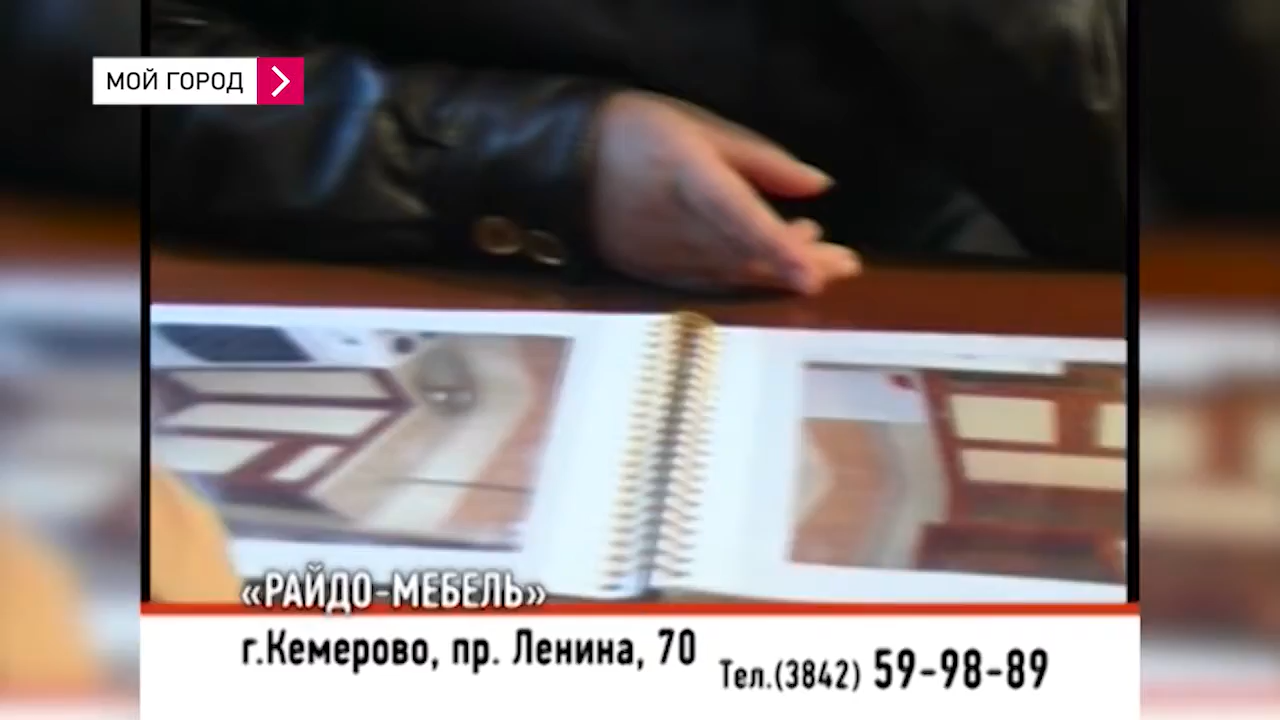 МОЙ ГОРОД
«РАЙДО-МЕБЕЛЬ»
г.Кемерово, пр. Ленина, 70
Тел.(3842) 59-98-89